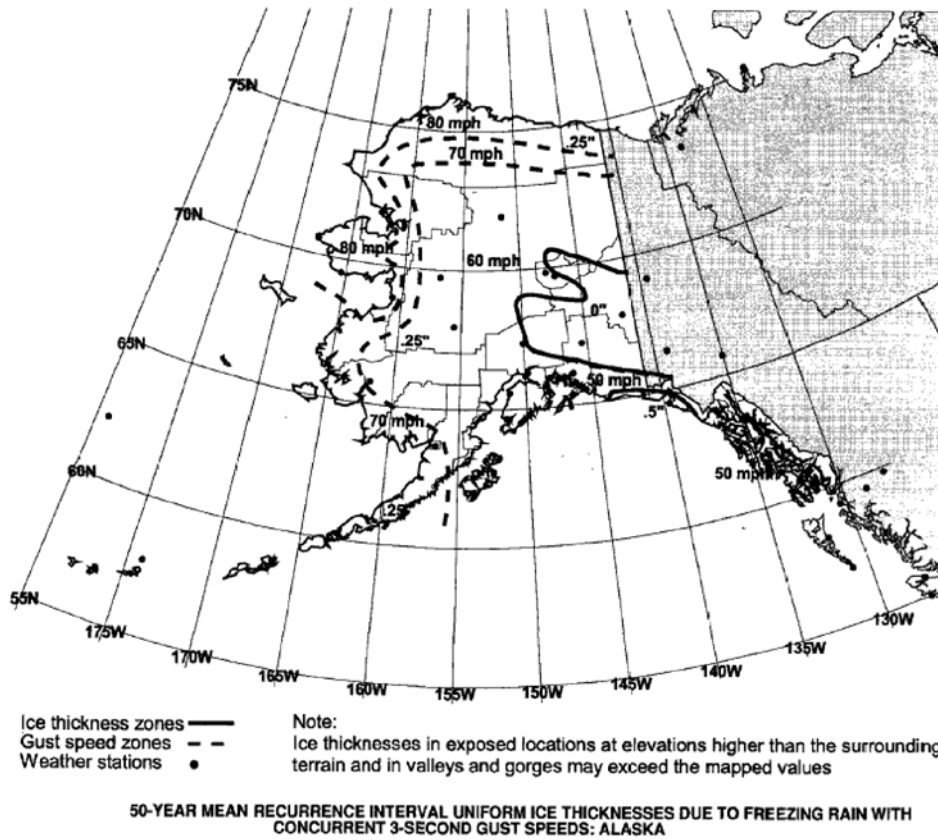 75N
80 mph
.25"
70 mph
70N
80 mph
60 mph
0"
65N
.25"
50 mph
70 mph
.5"
60N
50 mph
.25"
55N
175W
170W
165W
160W
155W
150W
145W
140W
135W
130W
Ice thickness zones
Gust speed zones
Weather stations
Note:
Ice thicknesses in exposed locations at elevations higher than the surrounding
terrain and in valleys and gorges may exceed the mapped values
50-YEAR MEAN RECURRENCE INTERVAL UNIFORM ICE THICKNESSES DUE TO FREEZING RAIN WITH
CONCURRENT 3-SECOND GUST SPEEDS: ALASKA